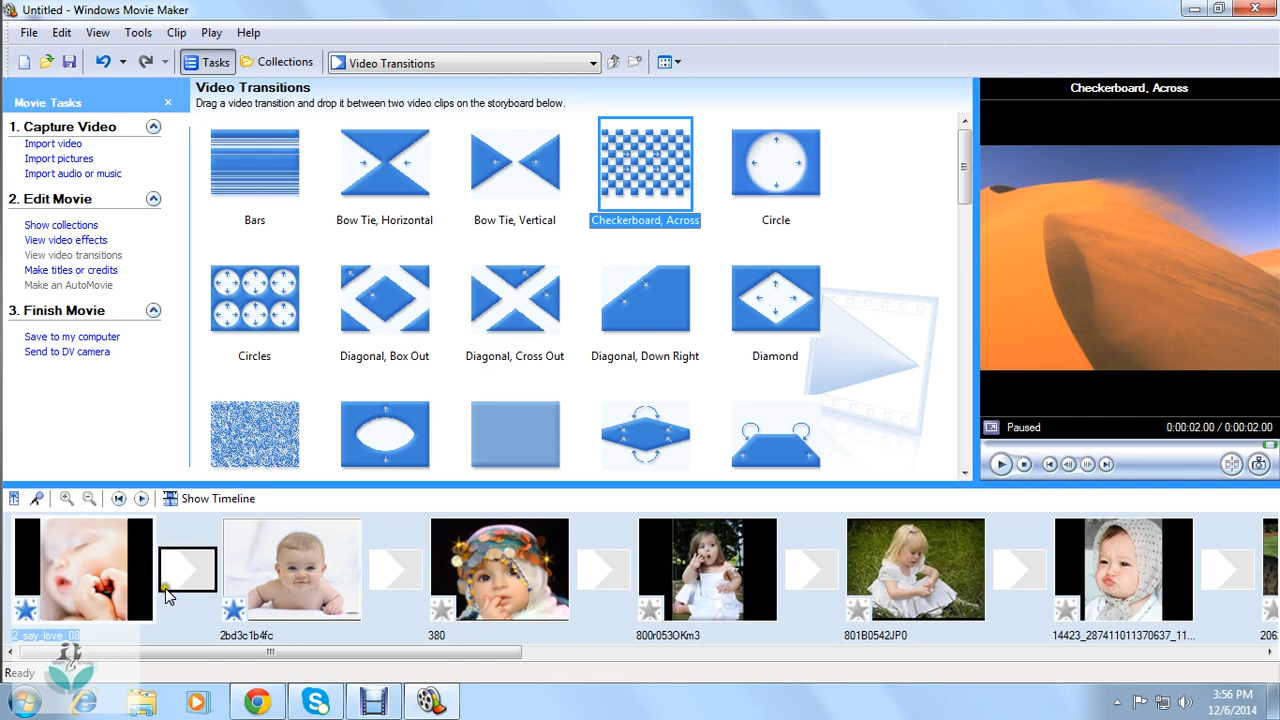 Untitled - Windows Movie Maker
File Edit View Tools Clip Play Help
Tasks Collections Video Transitions
Movie Tasks
1. Capture Video
Import video
Import pictures
Import audio or music
2. Edit Movie
Show collections
View video effects
View video transitions
Make titles or credits
Make an AutoMovie
3. Finish Movie
Save to my computer
Send to DV camera
Video Transitions
Drag a video transition and drop it between two video clips on the storyboard below.
Bars Bow Tie, Horizontal Bow Tie, Vertical Checkerboard, Across Circle
Circles Diagonal, Box Out Diagonal, Cross Out Diagonal, Down Right Diamond
Checkerboard, Across
Paused 0:00:02.00 / 0:00:02.00
Show Timeline
2_say_love_08 2bd3c1b4fc 380 800r053OKm3 801B0542JP0 14423_287411011370637_11... 206
Ready
3:56 PM
12/6/2014